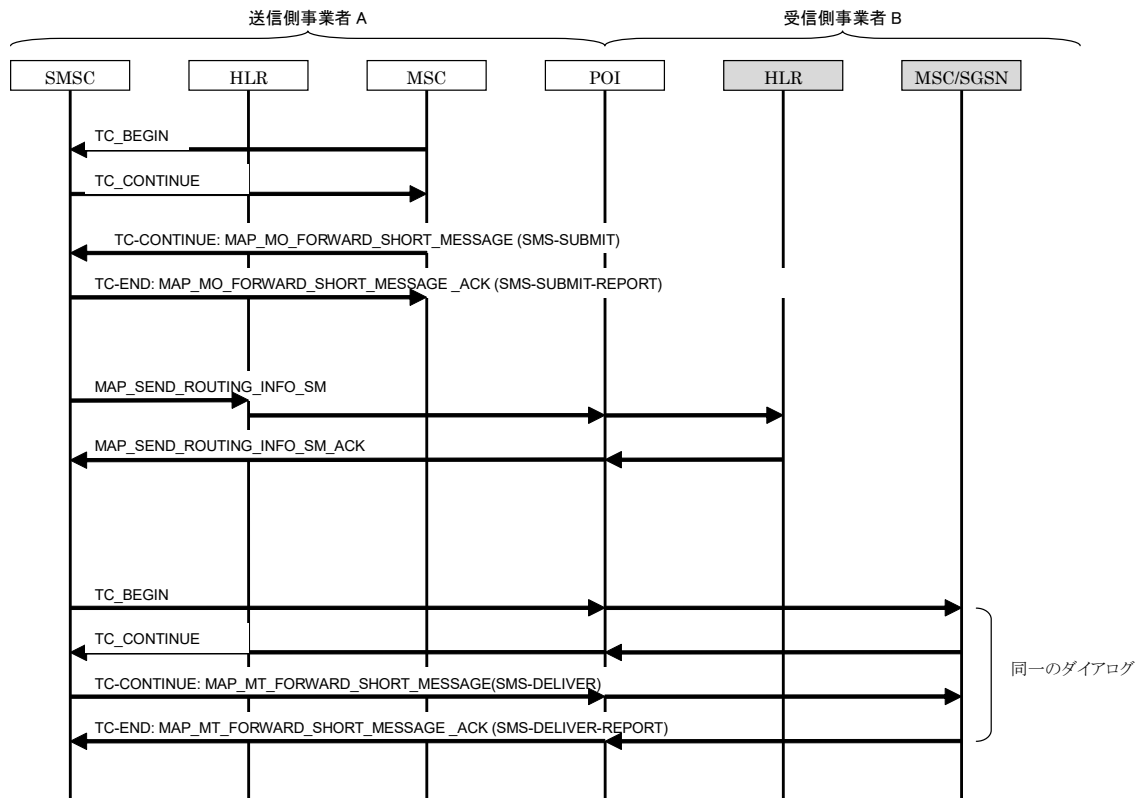 送信側事業者 A
受信側事業者 B
SMSC
HLR
MSC
POI
HLR
MSC/SGSN
TC_BEGIN
TC_CONTINUE
TC-CONTINUE: MAP_MO_FORWARD_SHORT_MESSAGE (SMS-SUBMIT)
TC-END: MAP_MO_FORWARD_SHORT_MESSAGE _ACK (SMS-SUBMIT-REPORT)
MAP_SEND_ROUTING_INFO_SM
MAP_SEND_ROUTING_INFO_SM_ACK
TC_BEGIN
TC_CONTINUE
同一のダイアログ
TC-CONTINUE: MAP_MT_FORWARD_SHORT_MESSAGE(SMS-DELIVER)
TC-END: MAP_MT_FORWARD_SHORT_MESSAGE _ACK (SMS-DELIVER-REPORT)